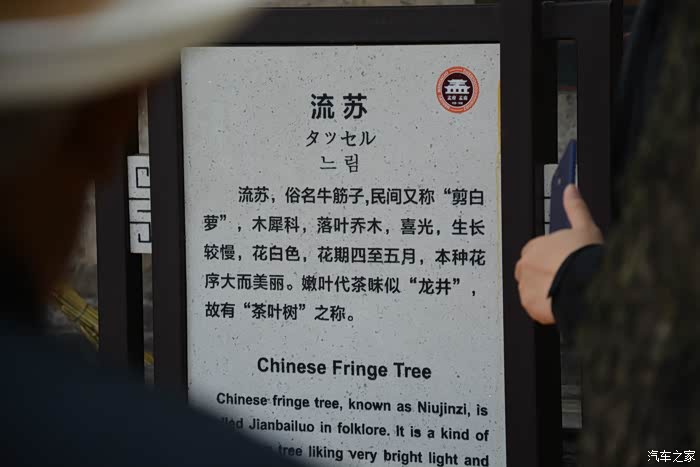 流苏
タッセル
느림
流苏，俗名牛筋子,民间又称“剪白
萝”，木犀科，落叶乔木，喜光，生长
较慢，花白色，花期四至五月，本种花
序大而美丽。嫩叶代茶味似“龙井”，
故有“茶叶树”之称。
Chinese Fringe Tree
Chinese fringe tree, known as Niujinzi, is
Jianbailuo in folklore. It is a kind of
tree liking very bright light and
汽车之家